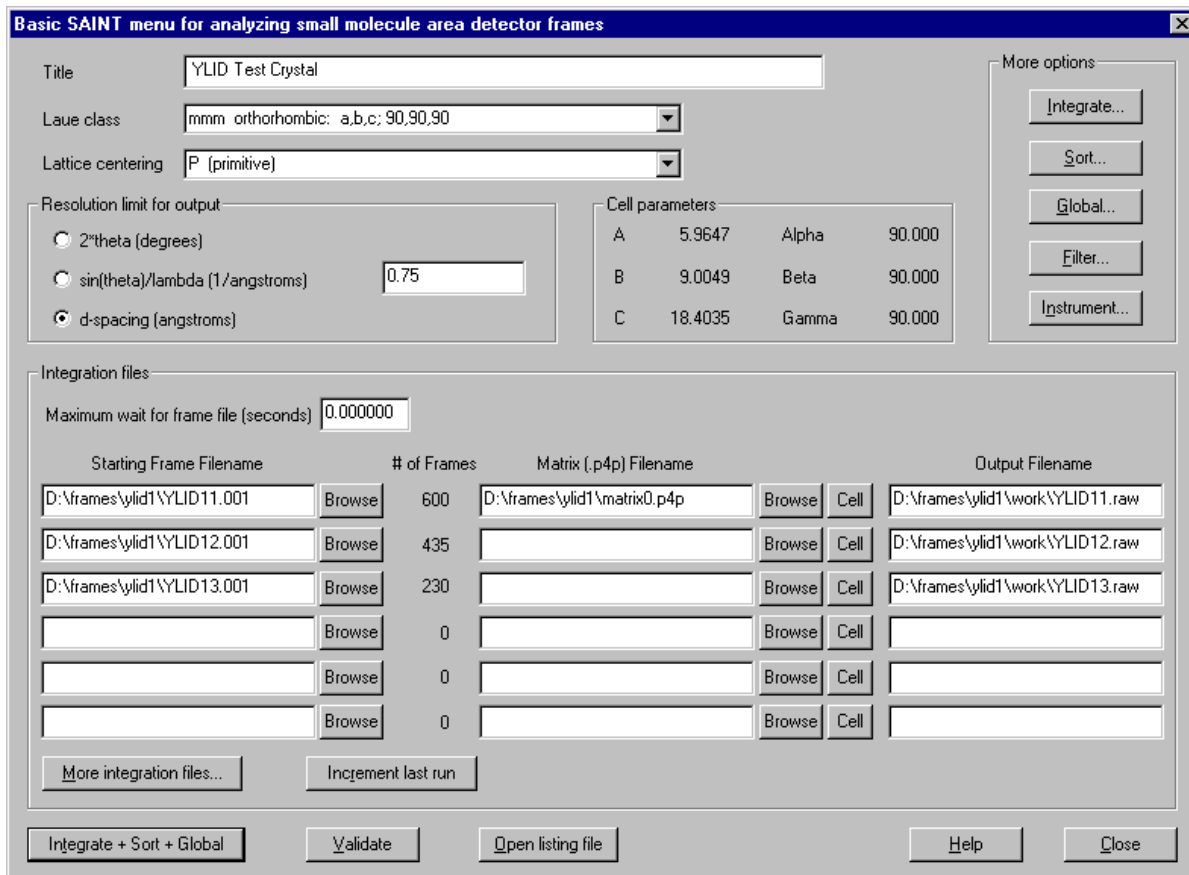 Basic SAINT menu for analyzing small molecule area detector frames
Title YLID Test Crystal
Laue class mmm orthorhombic: a,b,c; 90,90,90
Lattice centering P (primitive)
More options
Integrate...
Sort...
Global...
Filter...
Instrument...
Resolution limit for output
2*theta (degrees)
sin(theta)/lambda (1/angstroms) 0.75
d-spacing (angstroms)
Cell parameters
A 5.9647 Alpha 90.000
B 9.0049 Beta 90.000
C 18.4035 Gamma 90.000
Integration files
Maximum wait for frame file (seconds) 0.000000
Starting Frame Filename # of Frames Matrix (.p4p) Filename Output Filename
D:\frames\ylid1\YLID11.001 Browse 600 D:\frames\ylid1\matrix0.p4p Browse Cell D:\frames\ylid1\work\YLID11.raw
D:\frames\ylid1\YLID12.001 Browse 435 Browse Cell D:\frames\ylid1\work\YLID12.raw
D:\frames\ylid1\YLID13.001 Browse 230 Browse Cell D:\frames\ylid1\work\YLID13.raw
Browse 0 Browse Cell
Browse 0 Browse Cell
Browse 0 Browse Cell
More integration files... Increment last run
Integrate + Sort + Global Validate Open listing file Help Close